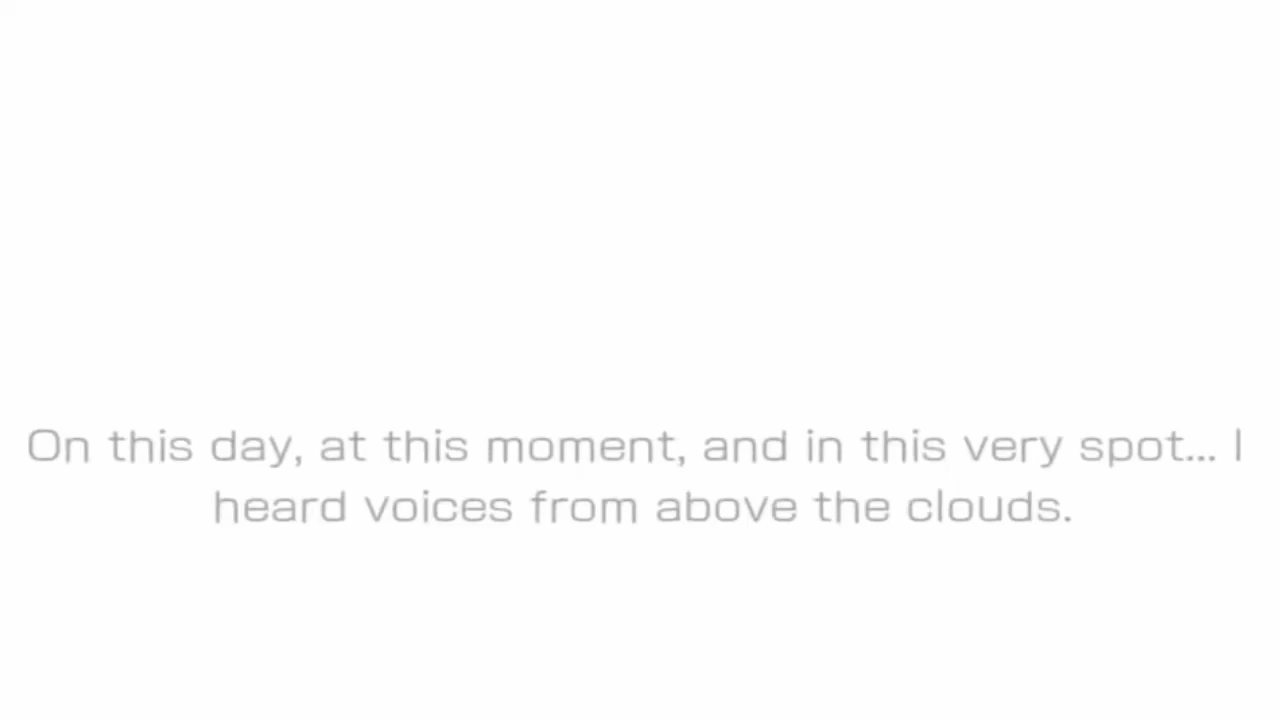 On this day, at this moment, and in this very spot... I
heard voices from above the clouds.